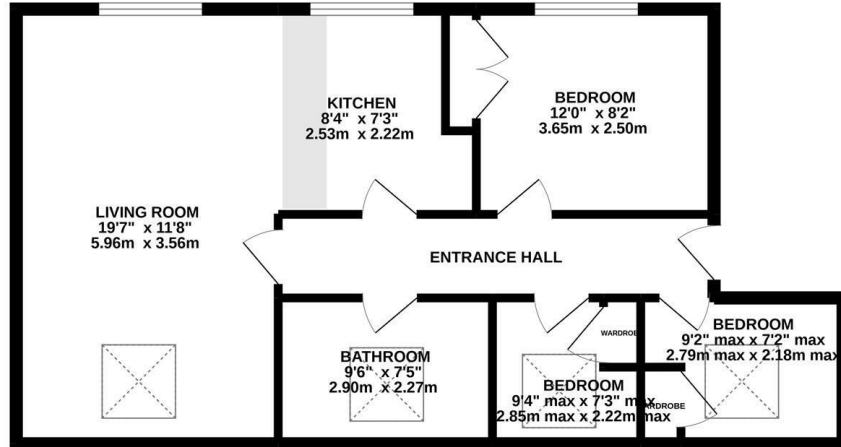 KITCHEN
8'4" x 7'3"
2.53m x 2.22m
BEDROOM
12'0" x 8'2"
3.65m x 2.50m
LIVING ROOM
19'7" x 11'8"
5.96m x 3.56m
ENTRANCE HALL
BATHROOM
9'6" x 7'5"
2.90m x 2.27m
WARDROBE
BEDROOM
9'4" max x 7'3" max
2.85m max x 2.22m max
BEDROOM
9'2" max x 7'2" max
2.79m max x 2.18m max
WARDROBE